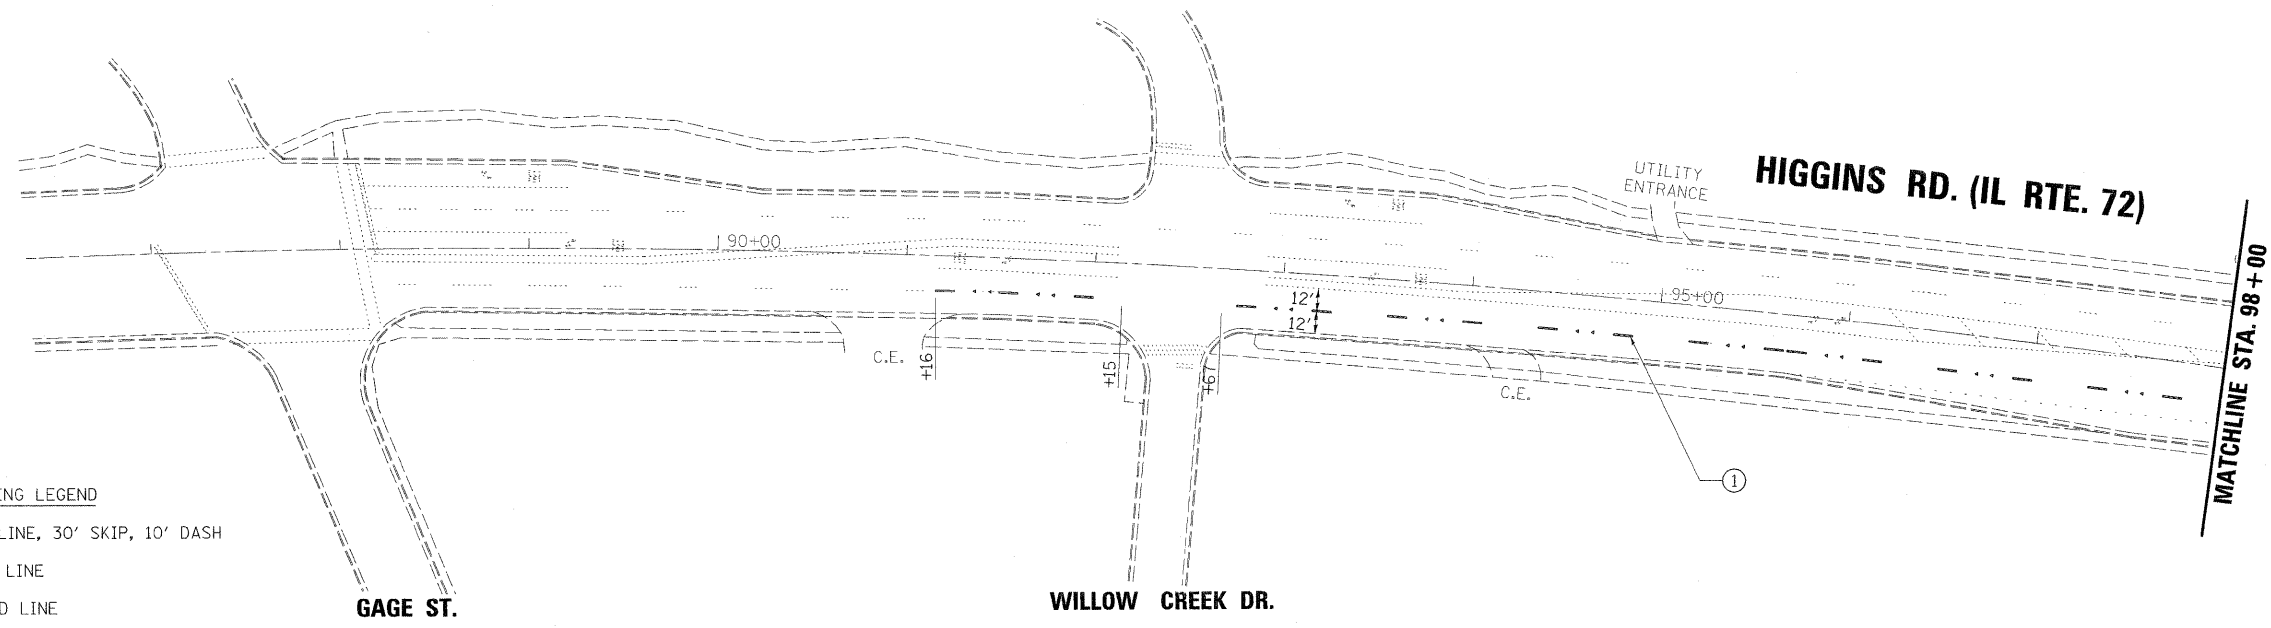 UTILITY
ENTRANCE
HIGGINS RD. (IL RTE. 72)
90+00
95+00
12'
12'
C.E.
+16
+15
+67
C.E.
MATCHLINE STA. 98+00
1
NG LEGEND
LINE, 30' SKIP, 10' DASH
LINE
D LINE
GAGE ST.
WILLOW CREEK DR.